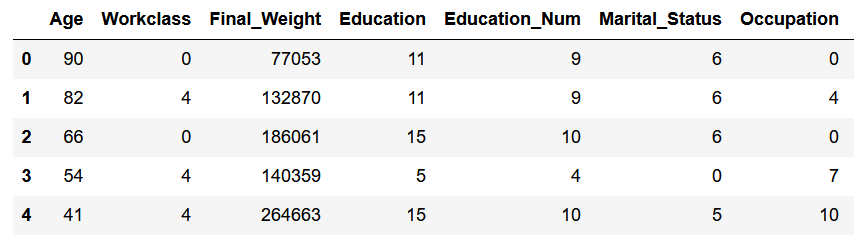 Age Workclass Final_Weight Education Education_Num Marital_Status Occupation
0 90 0 77053 11 9 6 0
1 82 4 132870 11 9 6 4
2 66 0 186061 15 10 6 0
3 54 4 140359 5 4 0 7
4 41 4 264663 15 10 5 10